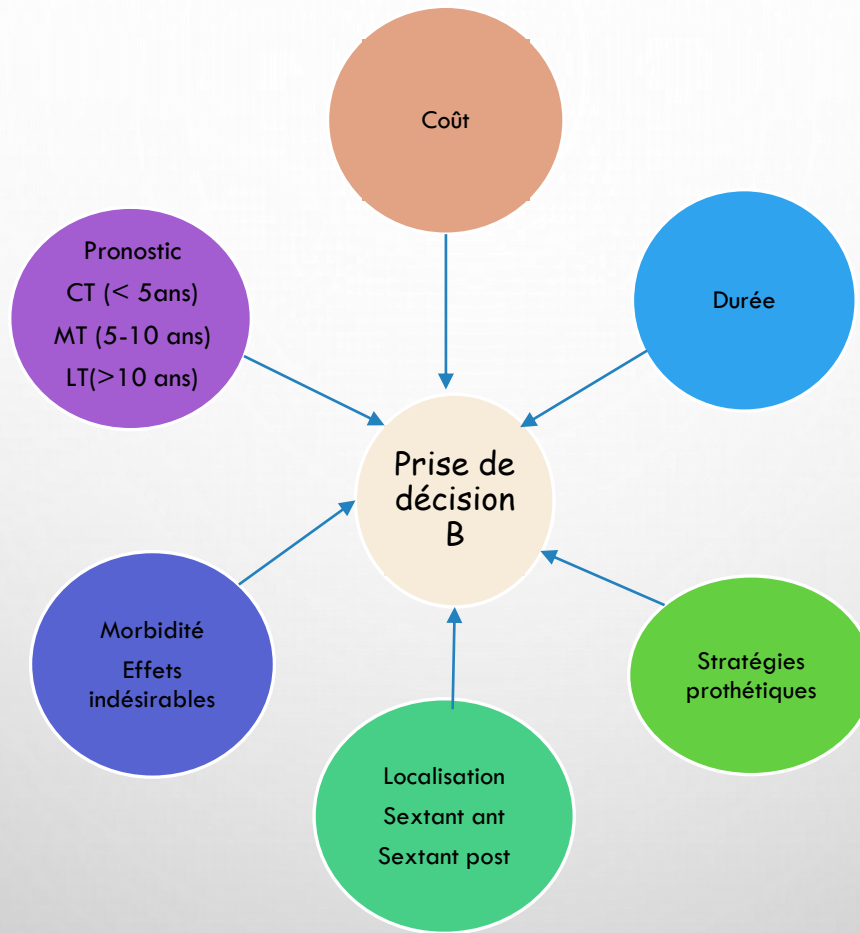 Coût
Pronostic
CT (< 5ans)
MT (5-10 ans)
LT(>10 ans)
Durée
Prise de
décision
B
Morbidité
Effets
indésirables
Stratégies
prothétiques
Localisation
Sextant ant
Sextant post